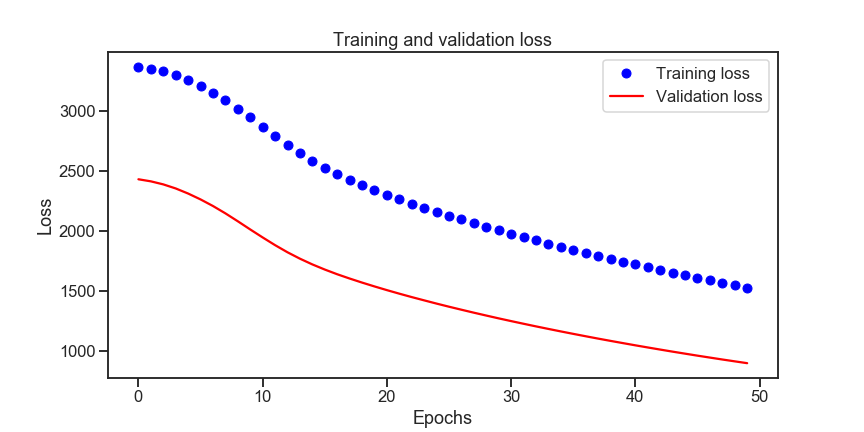 Training and validation loss
Training loss
Validation loss
3000
2500
2000
1500
1000
Loss
0 10 20 30 40 50
Epochs